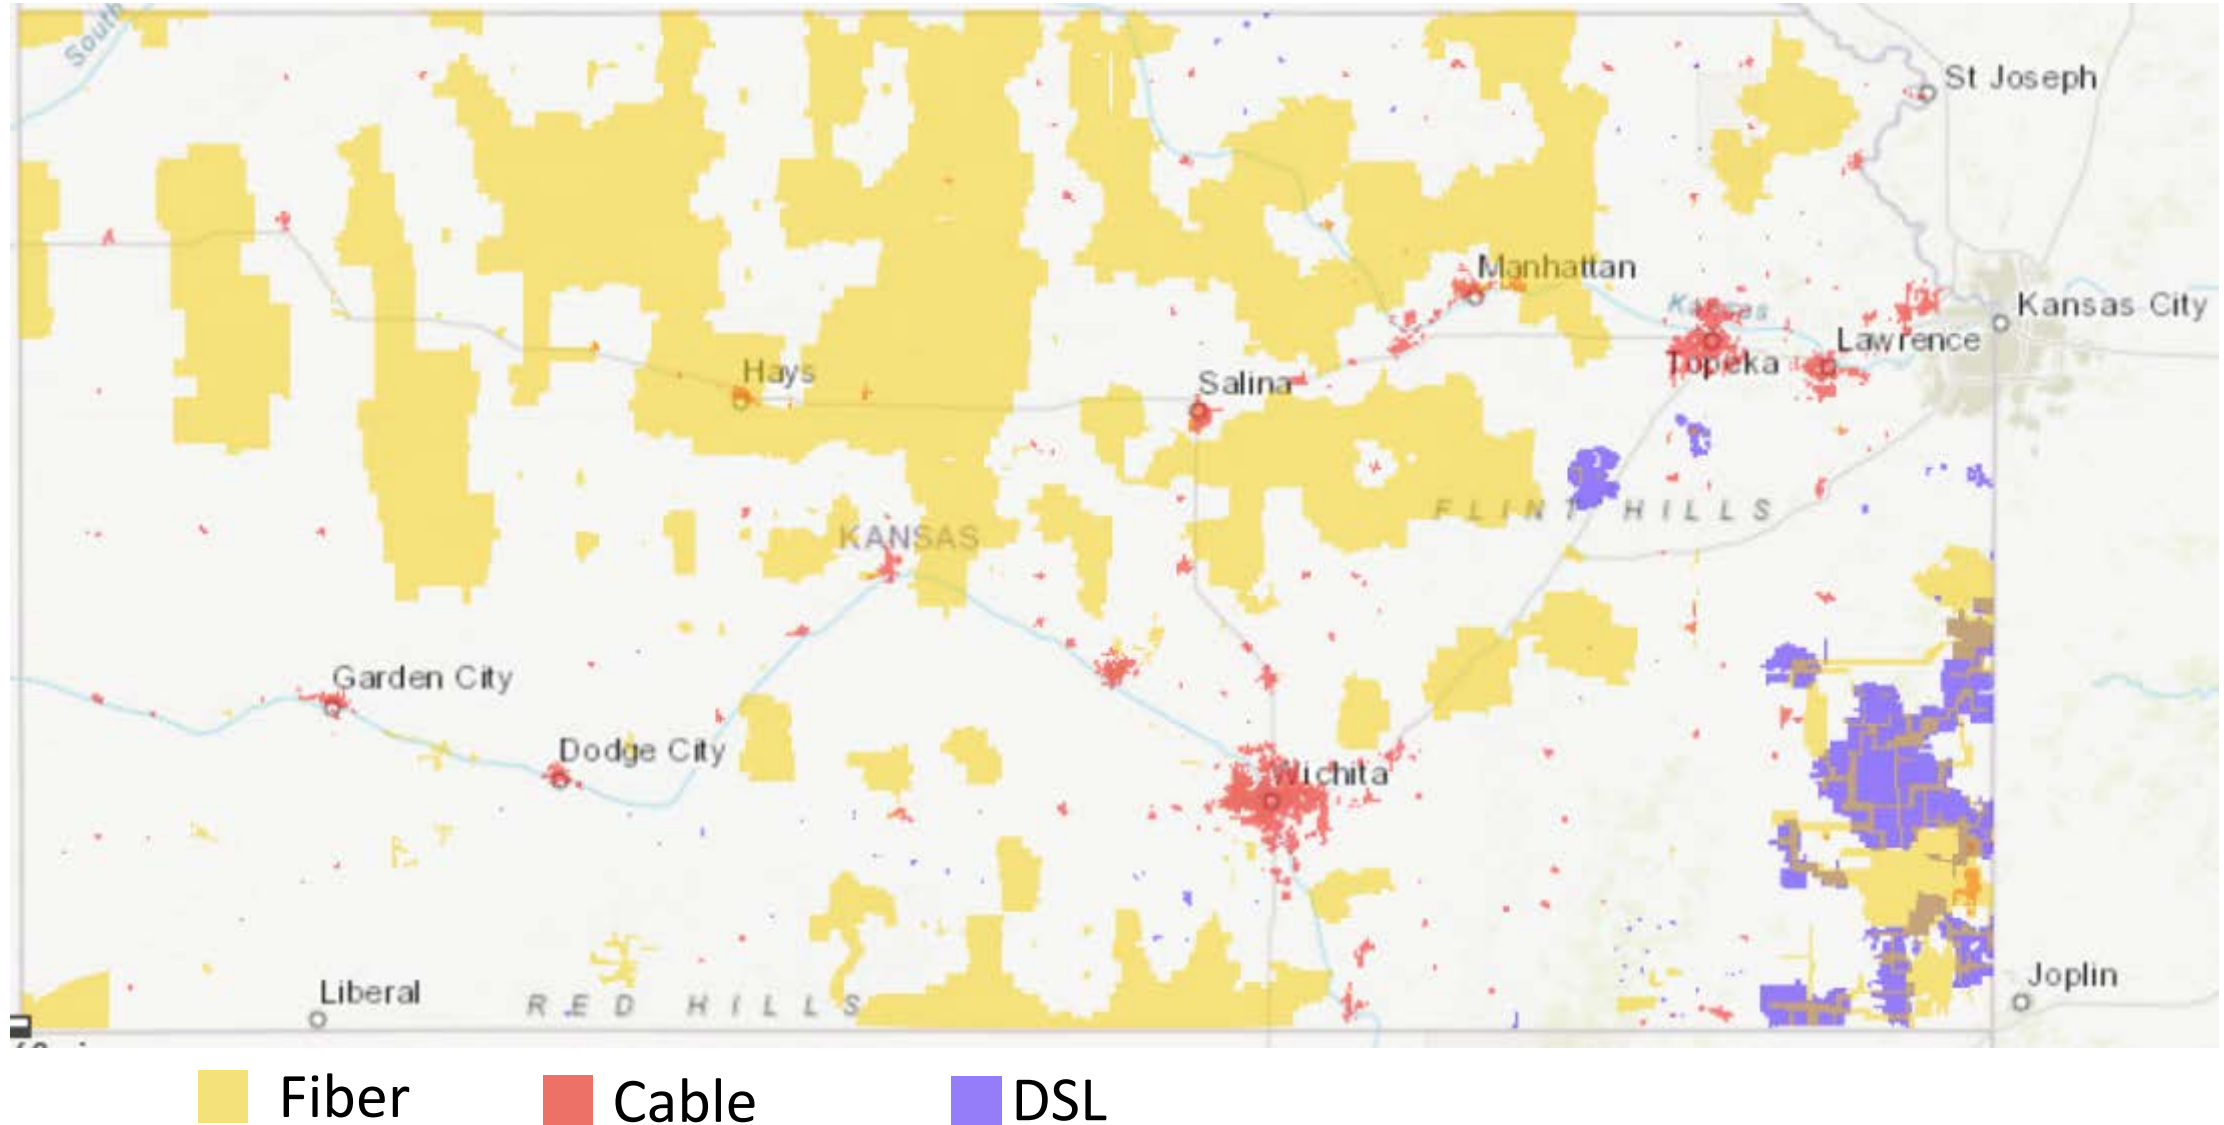 South
St Joseph
Manhattan
Kansas
Kansas City
Lawrence
Topeka
Hays
Salina
FLINT HILLS
KANSAS
Garden City
Dodge City
Wichita
Liberal
RED HILLS
Joplin
Fiber
Cable
DSL